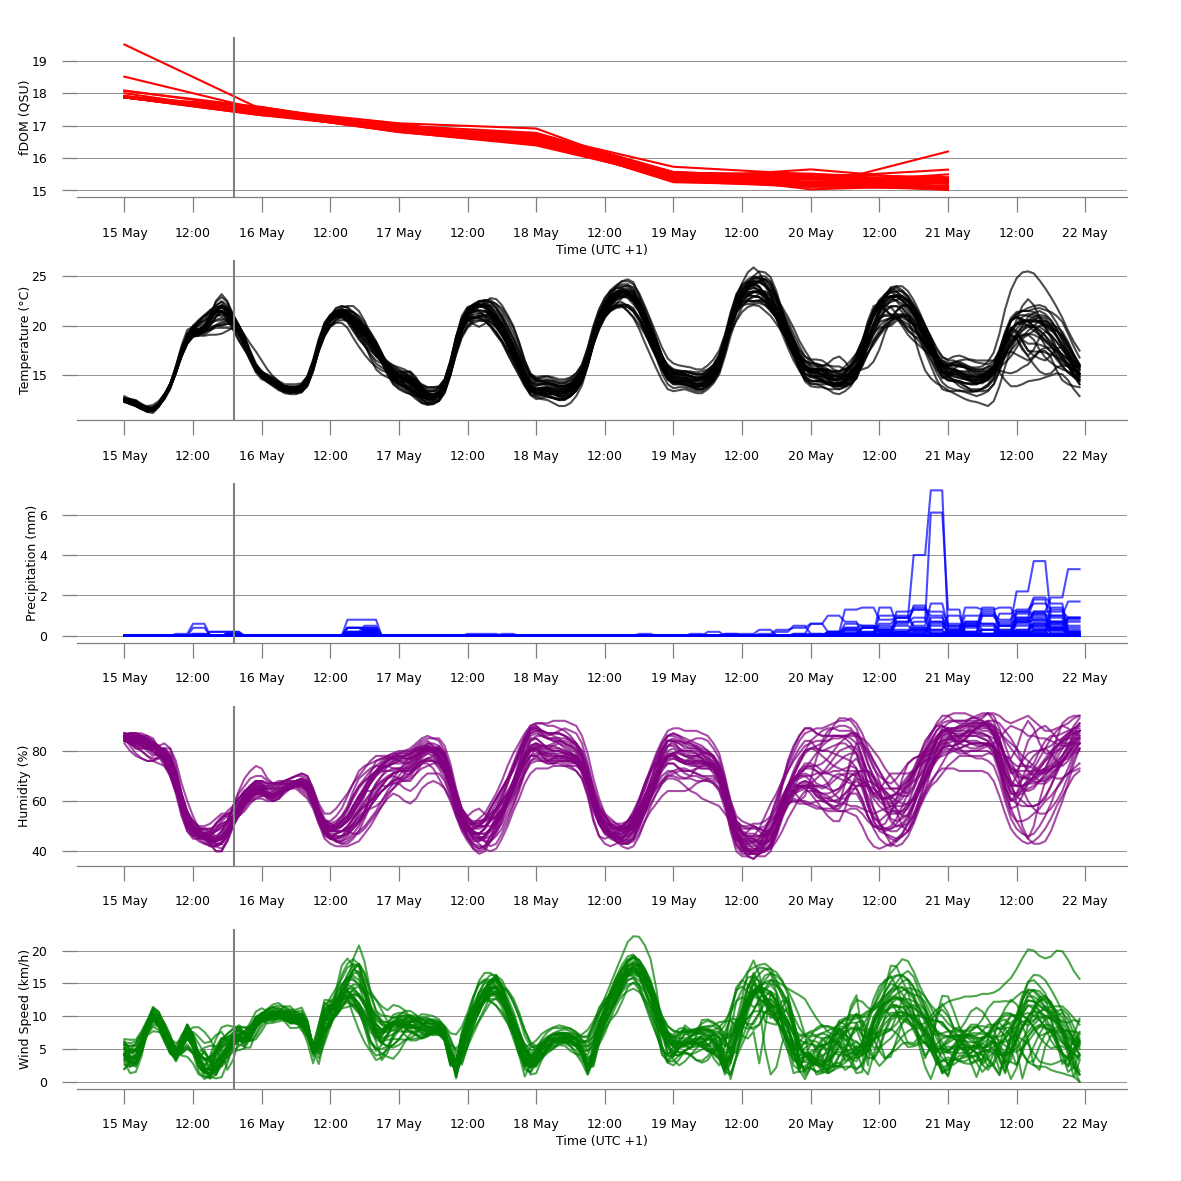 19
18
17
16
15
fDOM (QSU)
15 May 12:00 16 May 12:00 17 May 12:00 18 May 12:00 19 May 12:00 20 May 12:00 21 May 12:00 22 May
Time (UTC +1)
25
20
15
Temperature (°C)
15 May 12:00 16 May 12:00 17 May 12:00 18 May 12:00 19 May 12:00 20 May 12:00 21 May 12:00 22 May
6
4
2
0
Precipitation (mm)
15 May 12:00 16 May 12:00 17 May 12:00 18 May 12:00 19 May 12:00 20 May 12:00 21 May 12:00 22 May
80
60
40
Humidity (%)
15 May 12:00 16 May 12:00 17 May 12:00 18 May 12:00 19 May 12:00 20 May 12:00 21 May 12:00 22 May
20
15
10
5
0
Wind Speed (km/h)
15 May 12:00 16 May 12:00 17 May 12:00 18 May 12:00 19 May 12:00 20 May 12:00 21 May 12:00 22 May
Time (UTC +1)